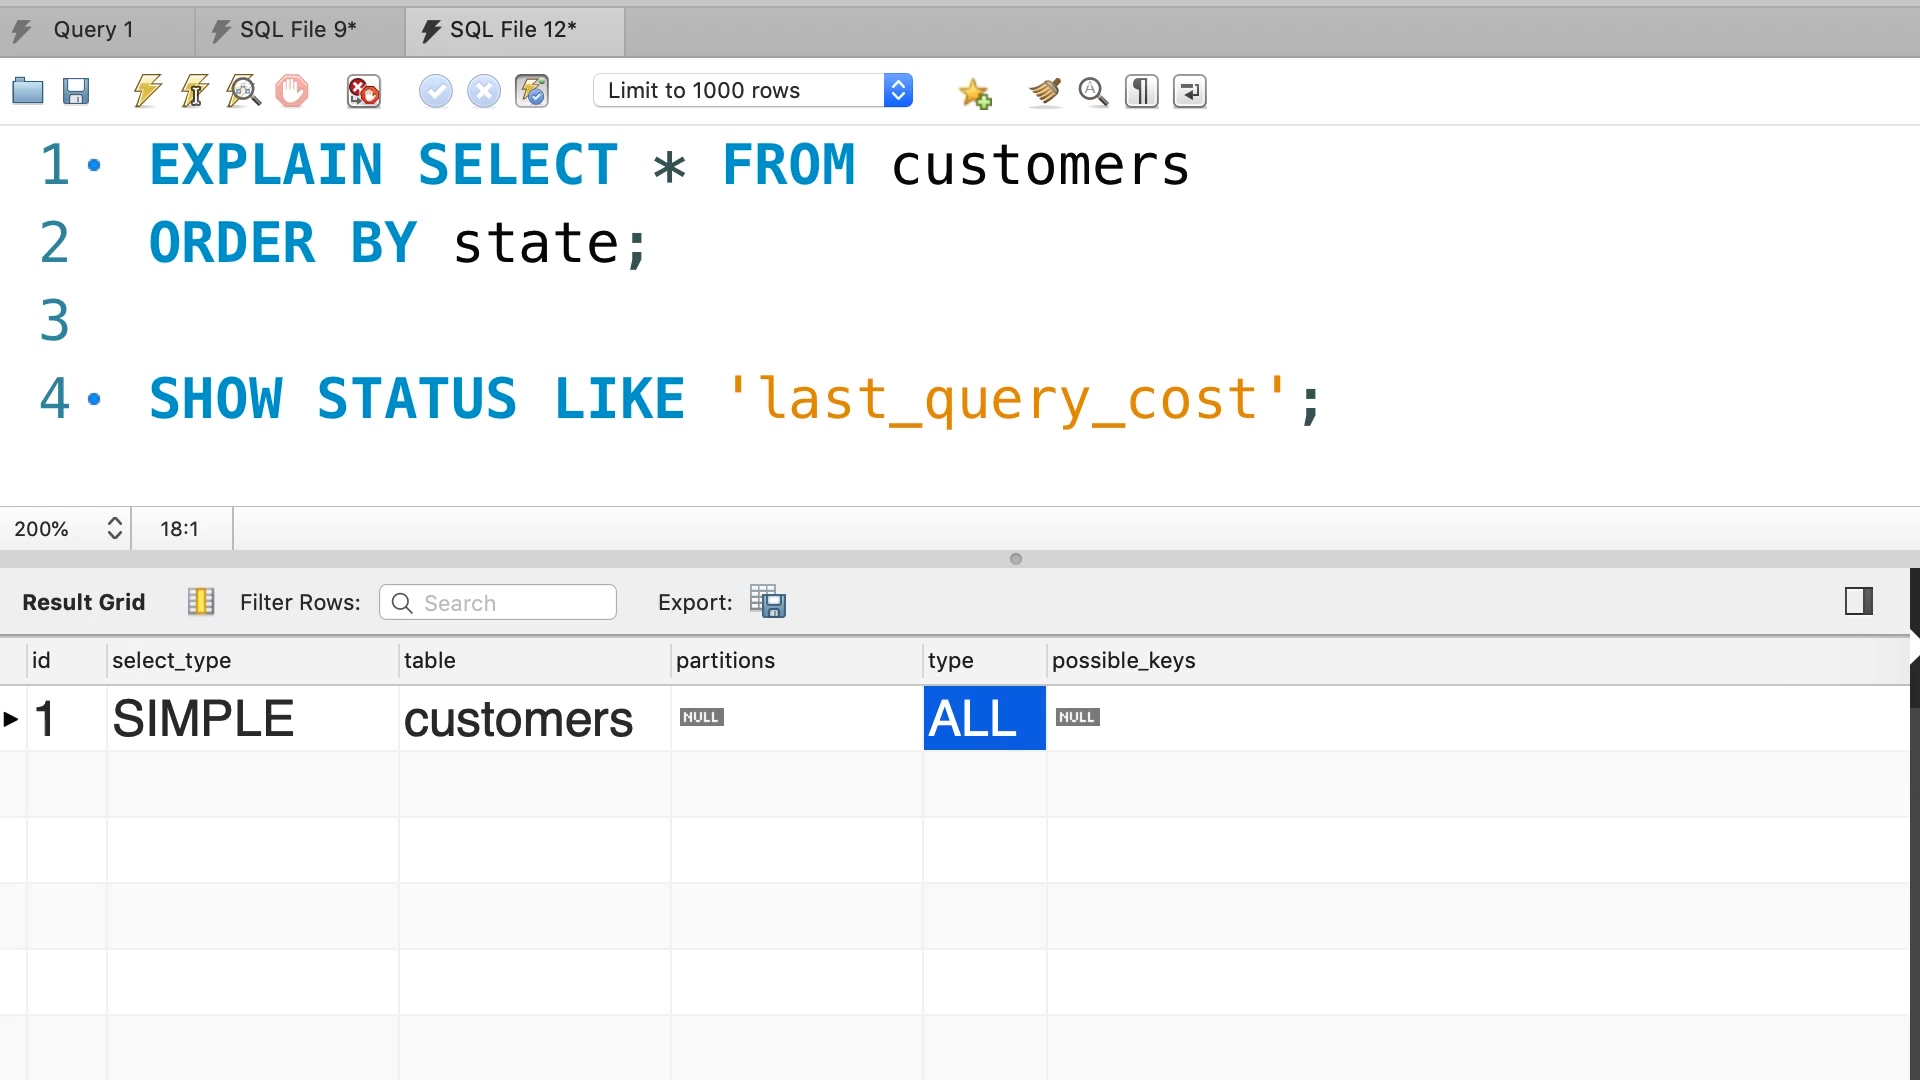 Query 1 SQL File 9* SQL File 12*
Limit to 1000 rows
1 EXPLAIN SELECT * FROM customers
2 ORDER BY state;
3
4 SHOW STATUS LIKE 'last_query_cost';
200% 18:1
Result Grid Filter Rows: Search Export:
id select_type table partitions type possible_keys
1 SIMPLE customers NULL ALL NULL